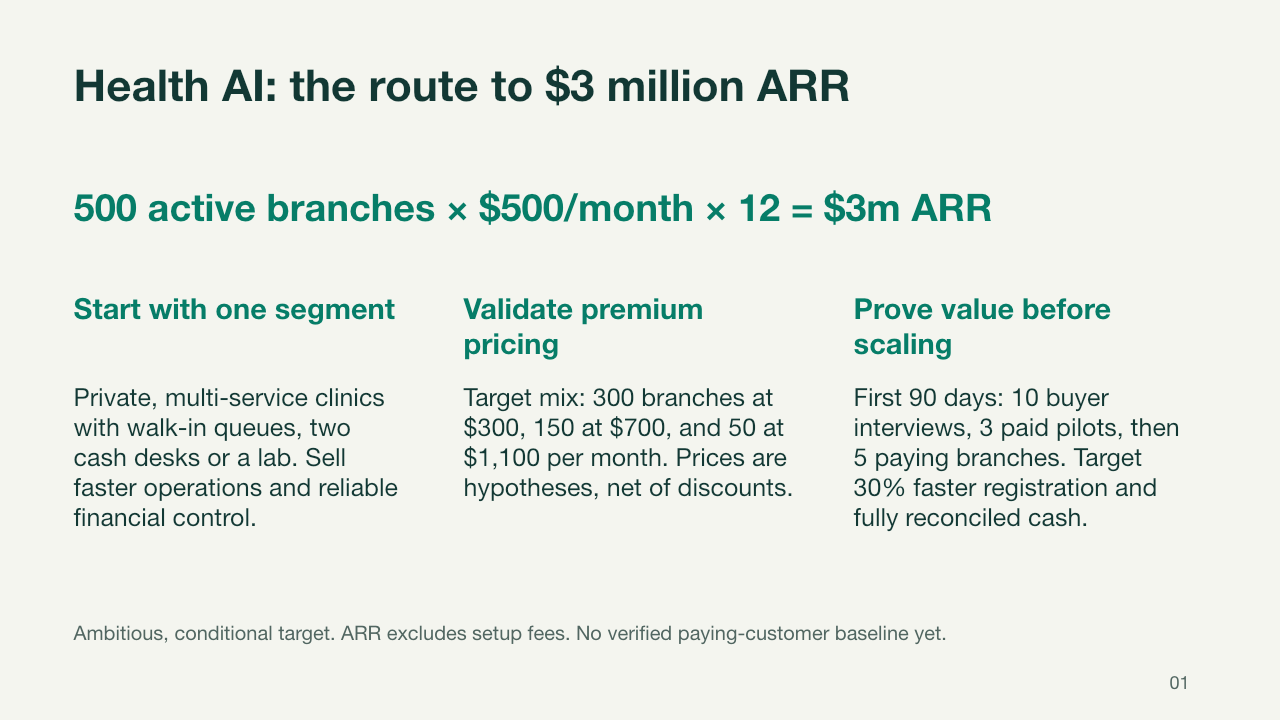 Health AI: the route to $3 million ARR
500 active branches × $500/month × 12 = $3m ARR
Start with one segment
Private, multi-service clinics
with walk-in queues, two
cash desks or a lab. Sell
faster operations and reliable
financial control.
Validate premium
pricing
Target mix: 300 branches at
$300, 150 at $700, and 50 at
$1,100 per month. Prices are
hypotheses, net of discounts.
Prove value before
scaling
First 90 days: 10 buyer
interviews, 3 paid pilots, then
5 paying branches. Target
30% faster registration and
fully reconciled cash.
Ambitious, conditional target. ARR excludes setup fees. No verified paying-customer baseline yet.
01